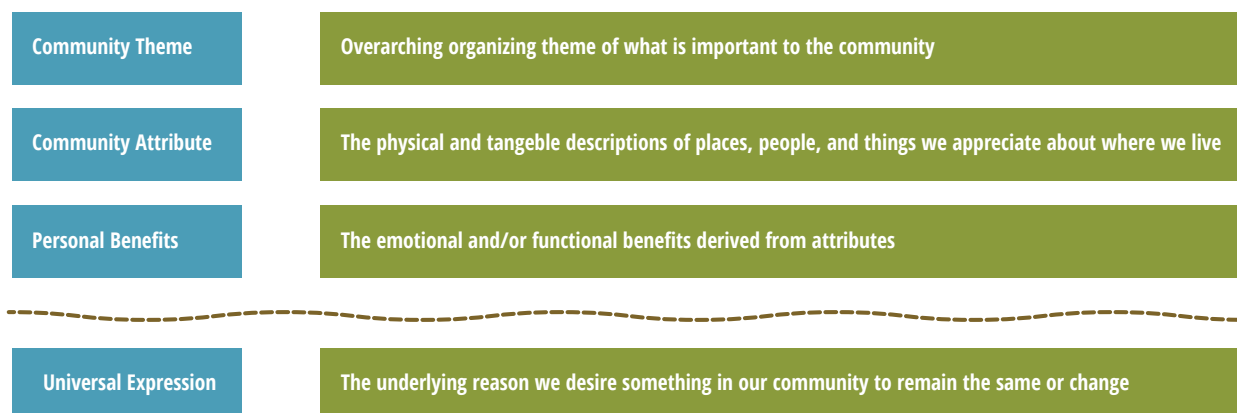 Community Theme
Overarching organizing theme of what is important to the community
Community Attribute
The physical and tangeble descriptions of places, people, and things we appreciate about where we live
Personal Benefits
The emotional and/or functional benefits derived from attributes
Universal Expression
The underlying reason we desire something in our community to remain the same or change